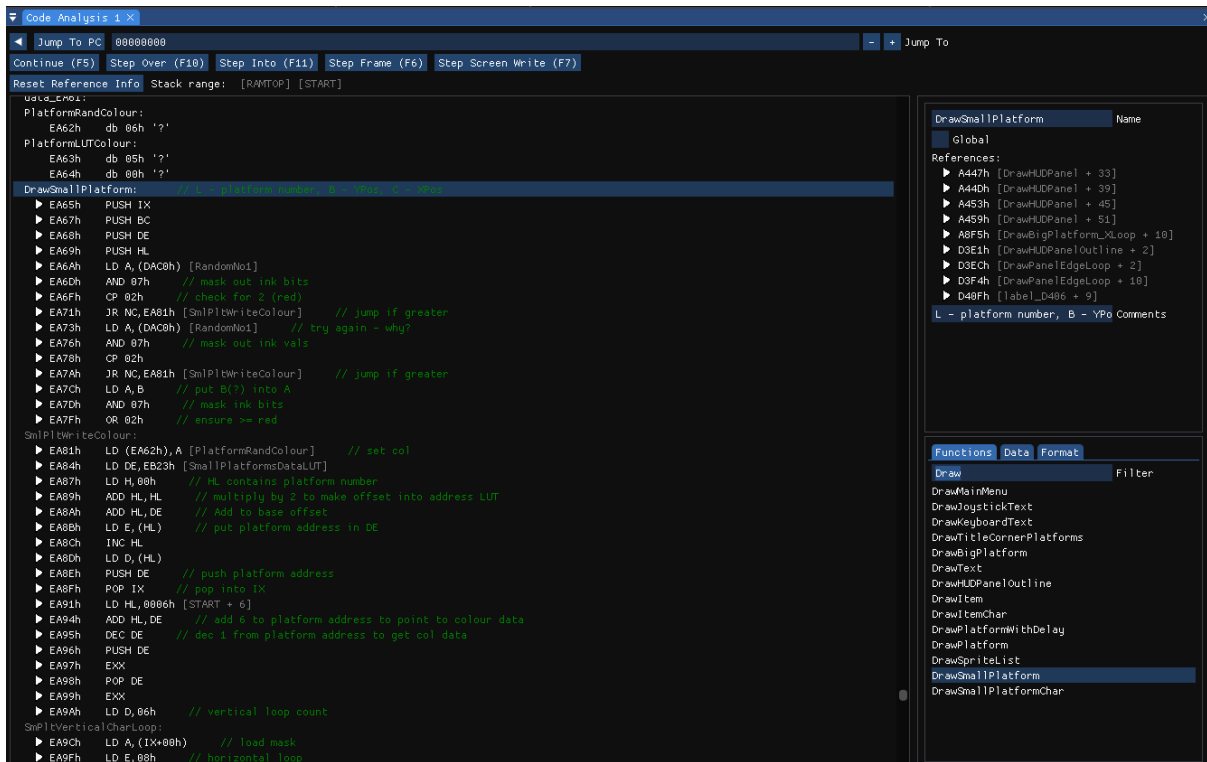 Code Analysis 1
Jump To PC 00000000 - + Jump To
Continue (F5) Step Over (F10) Step Into (F11) Step Frame (F6) Step Screen Write (F7)
Reset Reference Info Stack range: [RAMTOP] [START]
data_EA61:
PlatformRandColour:
EA62h db 06h '?'
PlatformLUTColour:
EA63h db 05h '?'
EA64h db 00h '?'
DrawSmallPlatform: // L - platform number, B - YPos, C - XPos
EA65h PUSH IX
EA67h PUSH BC
EA68h PUSH DE
EA69h PUSH HL
EA6Ah LD A,(DAC0h) [RandomNo1]
EA6Dh AND 07h // mask out ink bits
EA6Fh CP 02h // check for 2 (red)
EA71h JR NC,EA81h [SmlPltWriteColour] // jump if greater
EA73h LD A,(DAC0h) [RandomNo1] // try again - why?
EA76h AND 07h // mask out ink vals
EA78h CP 02h
EA7Ah JR NC,EA81h [SmlPltWriteColour] // jump if greater
EA7Ch LD A,B // put B(?) into A
EA7Dh AND 07h // mask ink bits
EA7Fh OR 02h // ensure >= red
SmlPltWriteColour:
EA81h LD (EA62h),A [PlatformRandColour] // set col
EA84h LD DE,EB23h [SmallPlatformsDataLUT]
EA87h LD H,00h // HL contains platform number
EA89h ADD HL,HL // multiply by 2 to make offset into address LUT
EA8Ah ADD HL,DE // Add to base offset
EA8Bh LD E,(HL) // put platform address in DE
EA8Ch INC HL
EA8Dh LD D,(HL)
EA8Eh PUSH DE // push platform address
EA8Fh POP IX // pop into IX
EA91h LD HL,0006h [START + 6]
EA94h ADD HL,DE // add 6 to platform address to point to colour data
EA95h DEC DE // dec 1 from platform address to get col data
EA96h PUSH DE
EA97h EXX
EA98h POP DE
EA99h EXX
EA9Ah LD D,06h // vertical loop count
SmPltVerticalCharLoop:
EA9Ch LD A,(IX+00h) // load mask
EA9Fh LD E,08h // horizontal loop
DrawSmallPlatform Name
Global
References:
A447h [DrawHUDPanel + 33]
A44Dh [DrawHUDPanel + 39]
A453h [DrawHUDPanel + 45]
A459h [DrawHUDPanel + 51]
A8F5h [DrawBigPlatform_XLoop + 10]
D3E1h [DrawHUDPanelOutline + 2]
D3ECh [DrawPanelEdgeLoop + 2]
D3F4h [DrawPanelEdgeLoop + 10]
D40Fh [label_D406 + 9]
L - platform number, B - YPo Comments
Functions Data Format
Draw Filter
DrawMainMenu
DrawJoystickText
DrawKeyboardText
DrawTitleCornerPlatforms
DrawBigPlatform
DrawText
DrawHUDPanelOutline
DrawItem
DrawItemChar
DrawPlatformWithDelay
DrawPlatform
DrawSpriteList
DrawSmallPlatform
DrawSmallPlatformChar